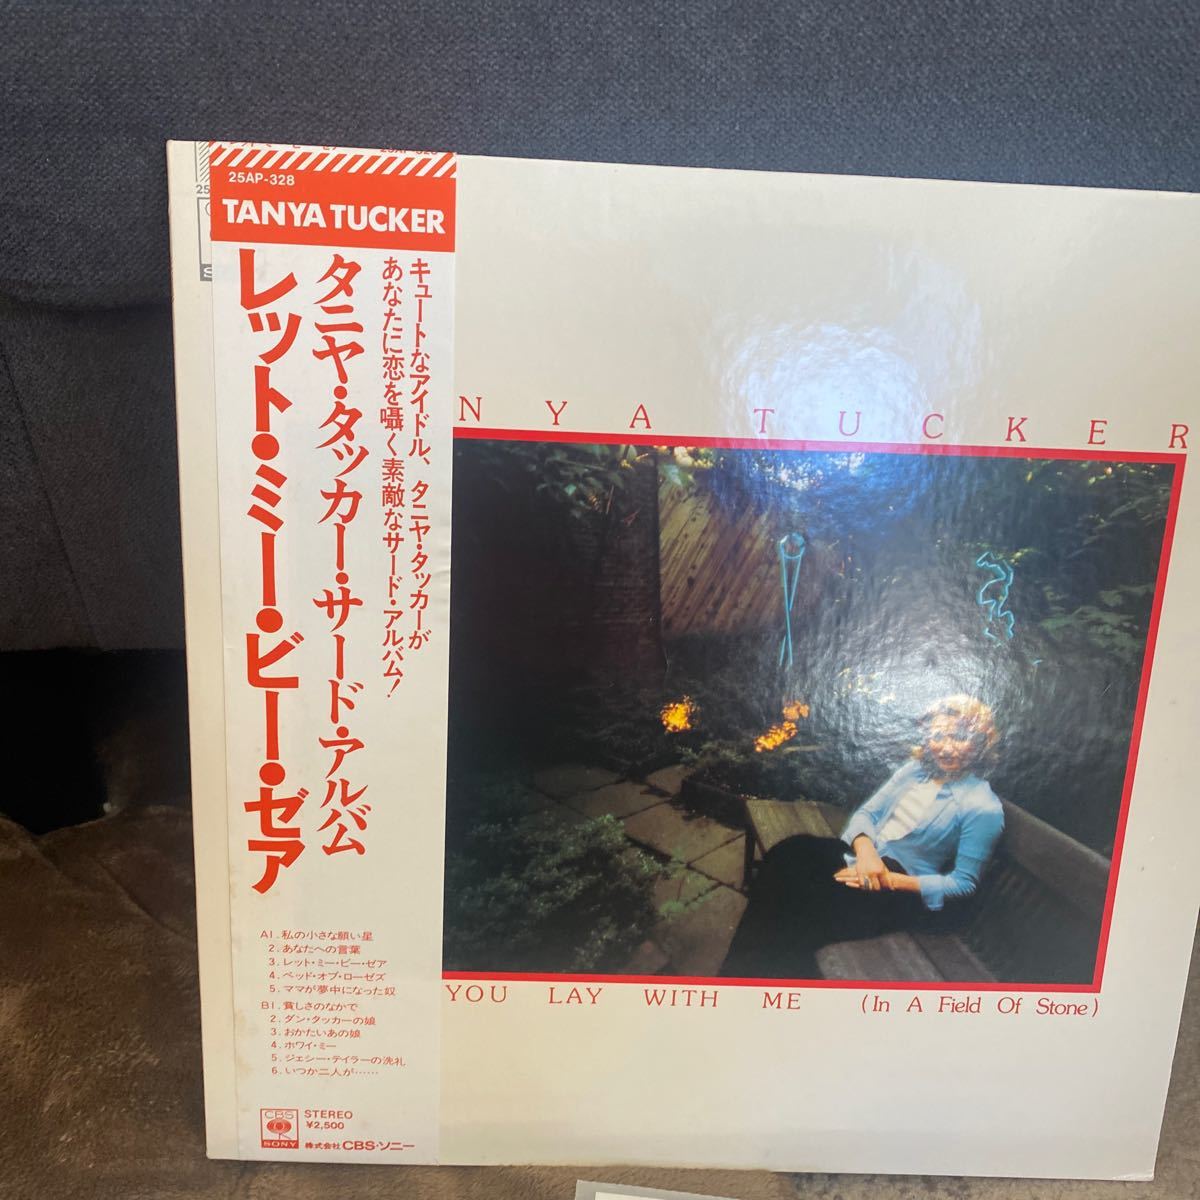 25AP-328
TANYA TUCKER
キュートなアイドル、タニヤ・タッカーが
あなたに恋を囁く素敵なサード・アルバム!
タニヤ・タッカー・サード・アルバム
レット・ミー・ビー・ゼア
A1. 私の小さな願い星
2. あなたへの言葉
3. レット・ミー・ビー・ゼア
4. ベッド・オブ・ローゼズ
5. ママが夢中になった奴
B1. 貧しさのなかで
2. ダン・タッカーの娘
3. おかたいあの娘
4. ホワイ・ミー
5. ジェシー・テイラーの洗礼
6. いつか二人が……
CBS
SONY
STEREO
¥2,500
株式会社CBS・ソニー
NYA TUCKER
YOU LAY WITH ME (In A Field Of Stone)